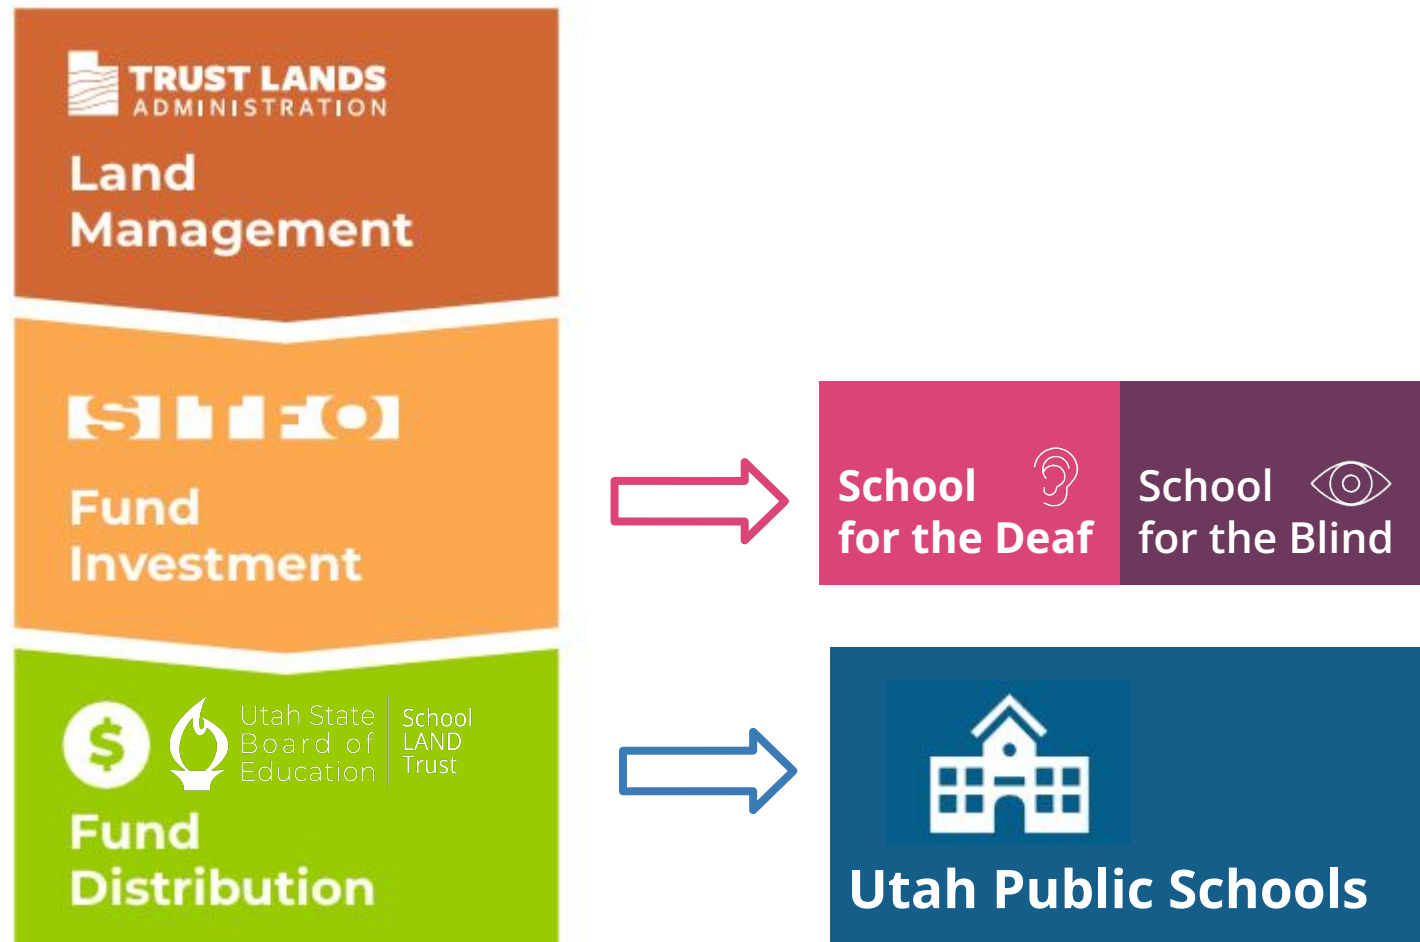 TRUST LANDS
ADMINISTRATION
Land
Management
SITFO
Fund
Investment
School
for the Deaf
School
for the Blind
$
Utah State
Board of
Education
School
LAND
Trust
Fund
Distribution
Utah Public Schools